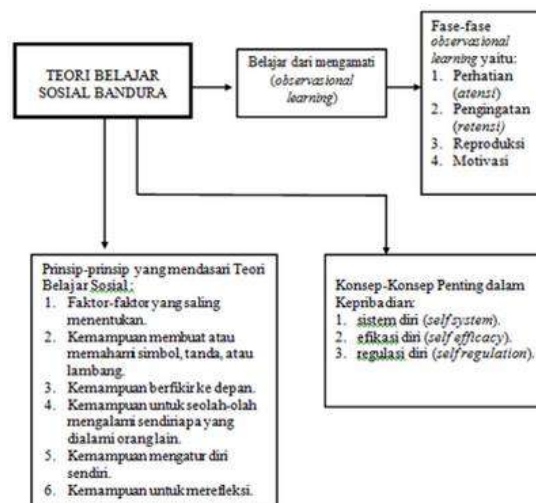 TEORI BELAJAR
SOSIAL BANDURA
Belajar dari mengamati
(observasional
learning)
Fase-fase
observasional
learning yaitu:
1. Perhatian
(atensi)
2. Pengingatan
(retensi)
3. Reproduksi
4. Motivasi
Prinsip-prinsip yang mendasari Teori
Belajar Sosial:
1. Faktor-faktor yang saling
menentukan.
2. Kemampuan membuat atau
memahami simbol, tanda, atau
lambang.
3. Kemampuan berfikir ke depan.
4. Kemampuan untuk seolah-olah
mengalami sendiri apa yang
dialami orang lain.
5. Kemampuan mengatur diri
sendiri.
6. Kemampuan untuk merefleksi.
Konsep-Konsep Penting dalam
Kepribadian:
1. sistem diri (self system).
2. efikasi diri (self efficacy).
3. regulasi diri (self regulation).